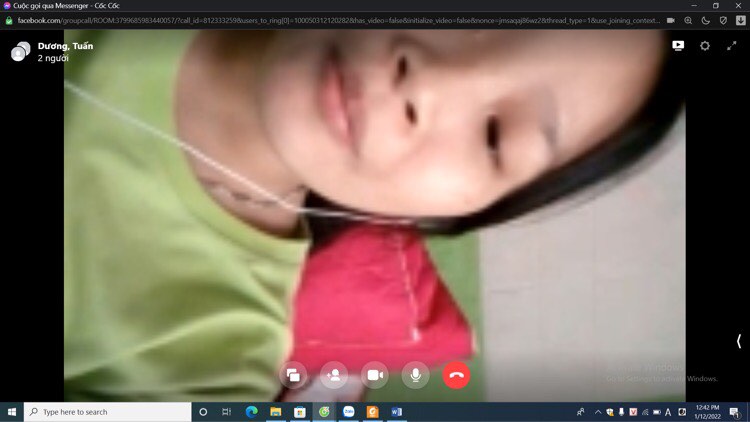 Cuộc gọi qua Messenger - Cốc Cốc
facebook.com/groupcall/ROOM:3799685983440057/?call_id=812333259&users_to_ring[0]=100050312120282&has_video=false&initialize_video=false&nonce=jmsaqaj86wz2&thread_type=1&use_joining_context...
Dương, Tuấn
2 người
Activate Windows
Go to Settings to activate Windows.
Type here to search
12:42 PM
1/12/2022